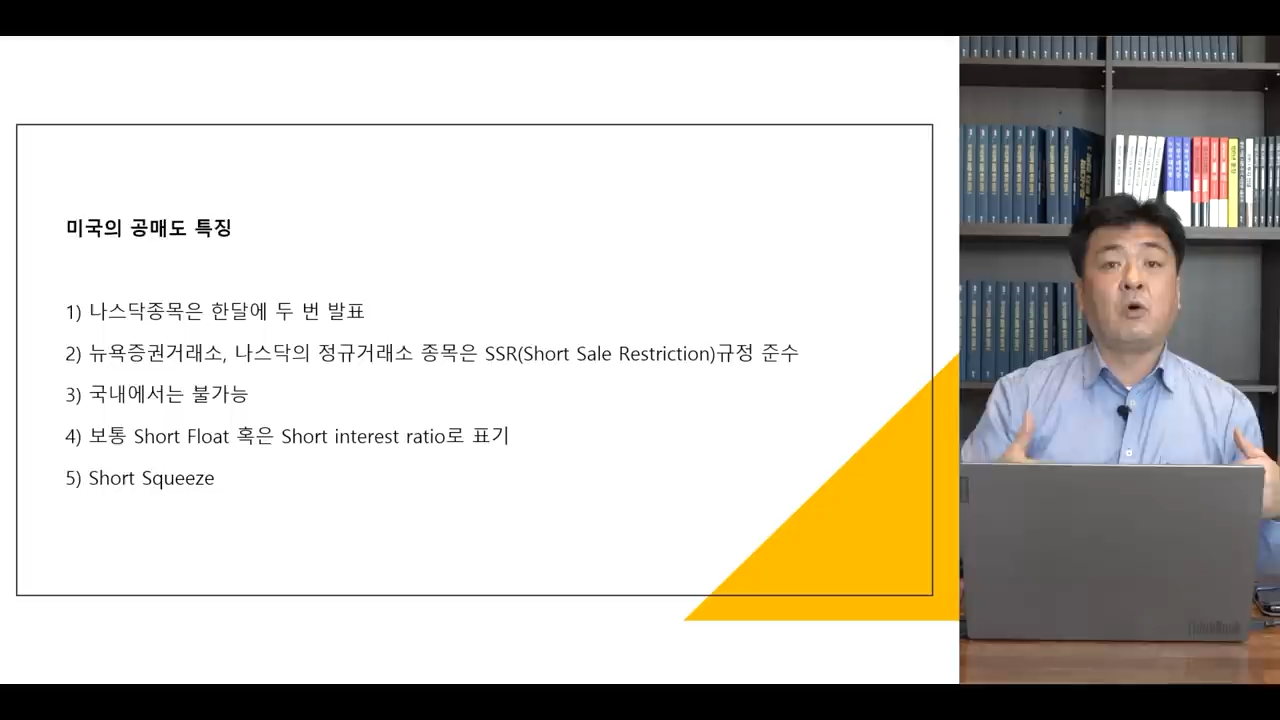 미국의 공매도 특징
1) 나스닥종목은 한달에 두 번 발표
2) 뉴욕증권거래소, 나스닥의 정규거래소 종목은 SSR(Short Sale Restriction)규정 준수
3) 국내에서는 불가능
4) 보통 Short Float 혹은 Short interest ratio로 표기
5) Short Squeeze
ThinkBook